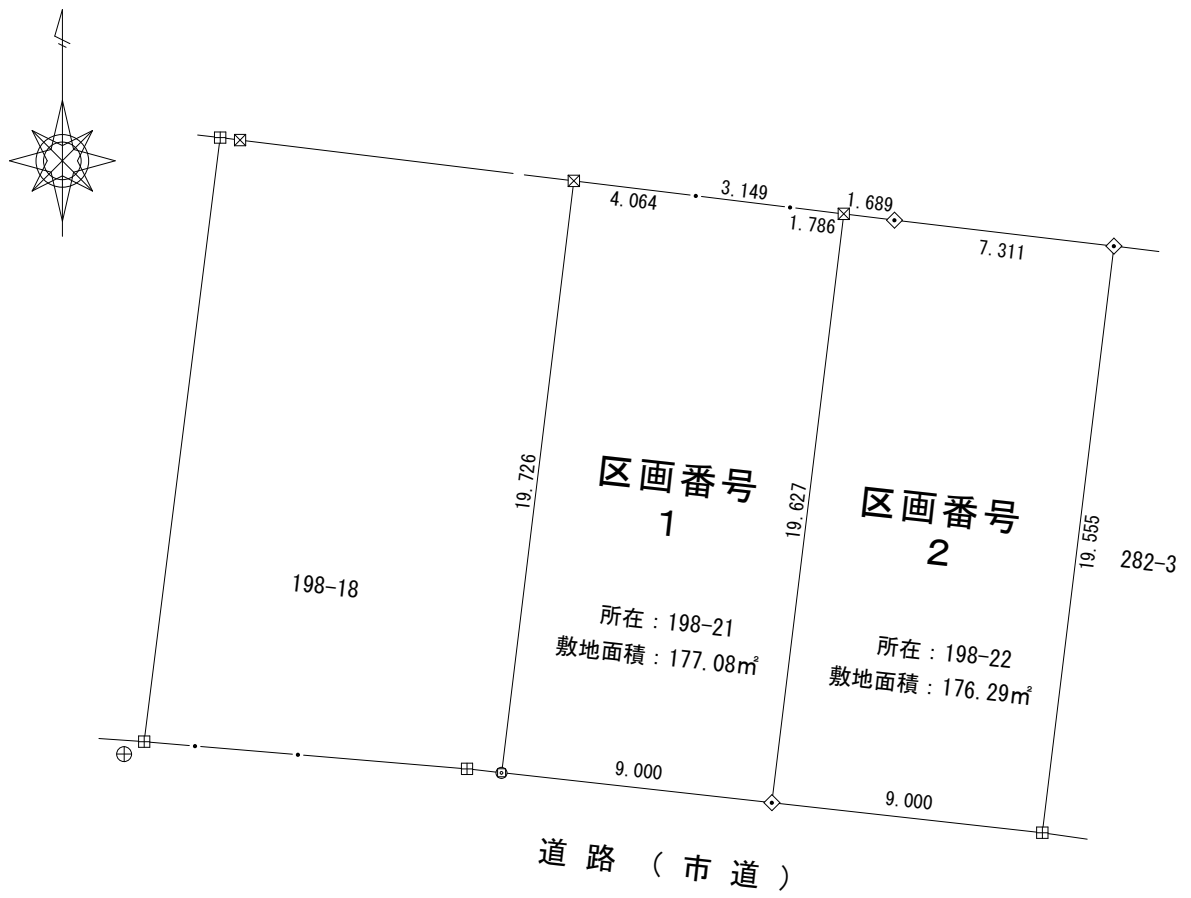 4.064
3.149
1.786
1.689
7.311
19.726
区画番号
1
19.627
区画番号
2
19.555
282-3
198-18
所在：198-21
敷地面積：177.08㎡
所在：198-22
敷地面積：176.29㎡
9.000
9.000
道路（市道）